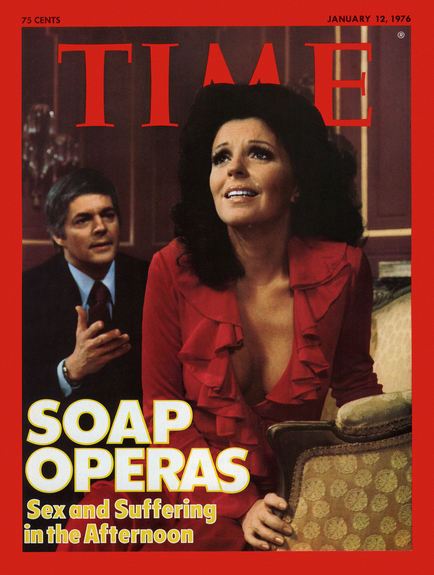 75 CENTS
JANUARY 12, 1976
TIME
®
SOAP
OPERAS
Sex and Suffering
in the Afternoon